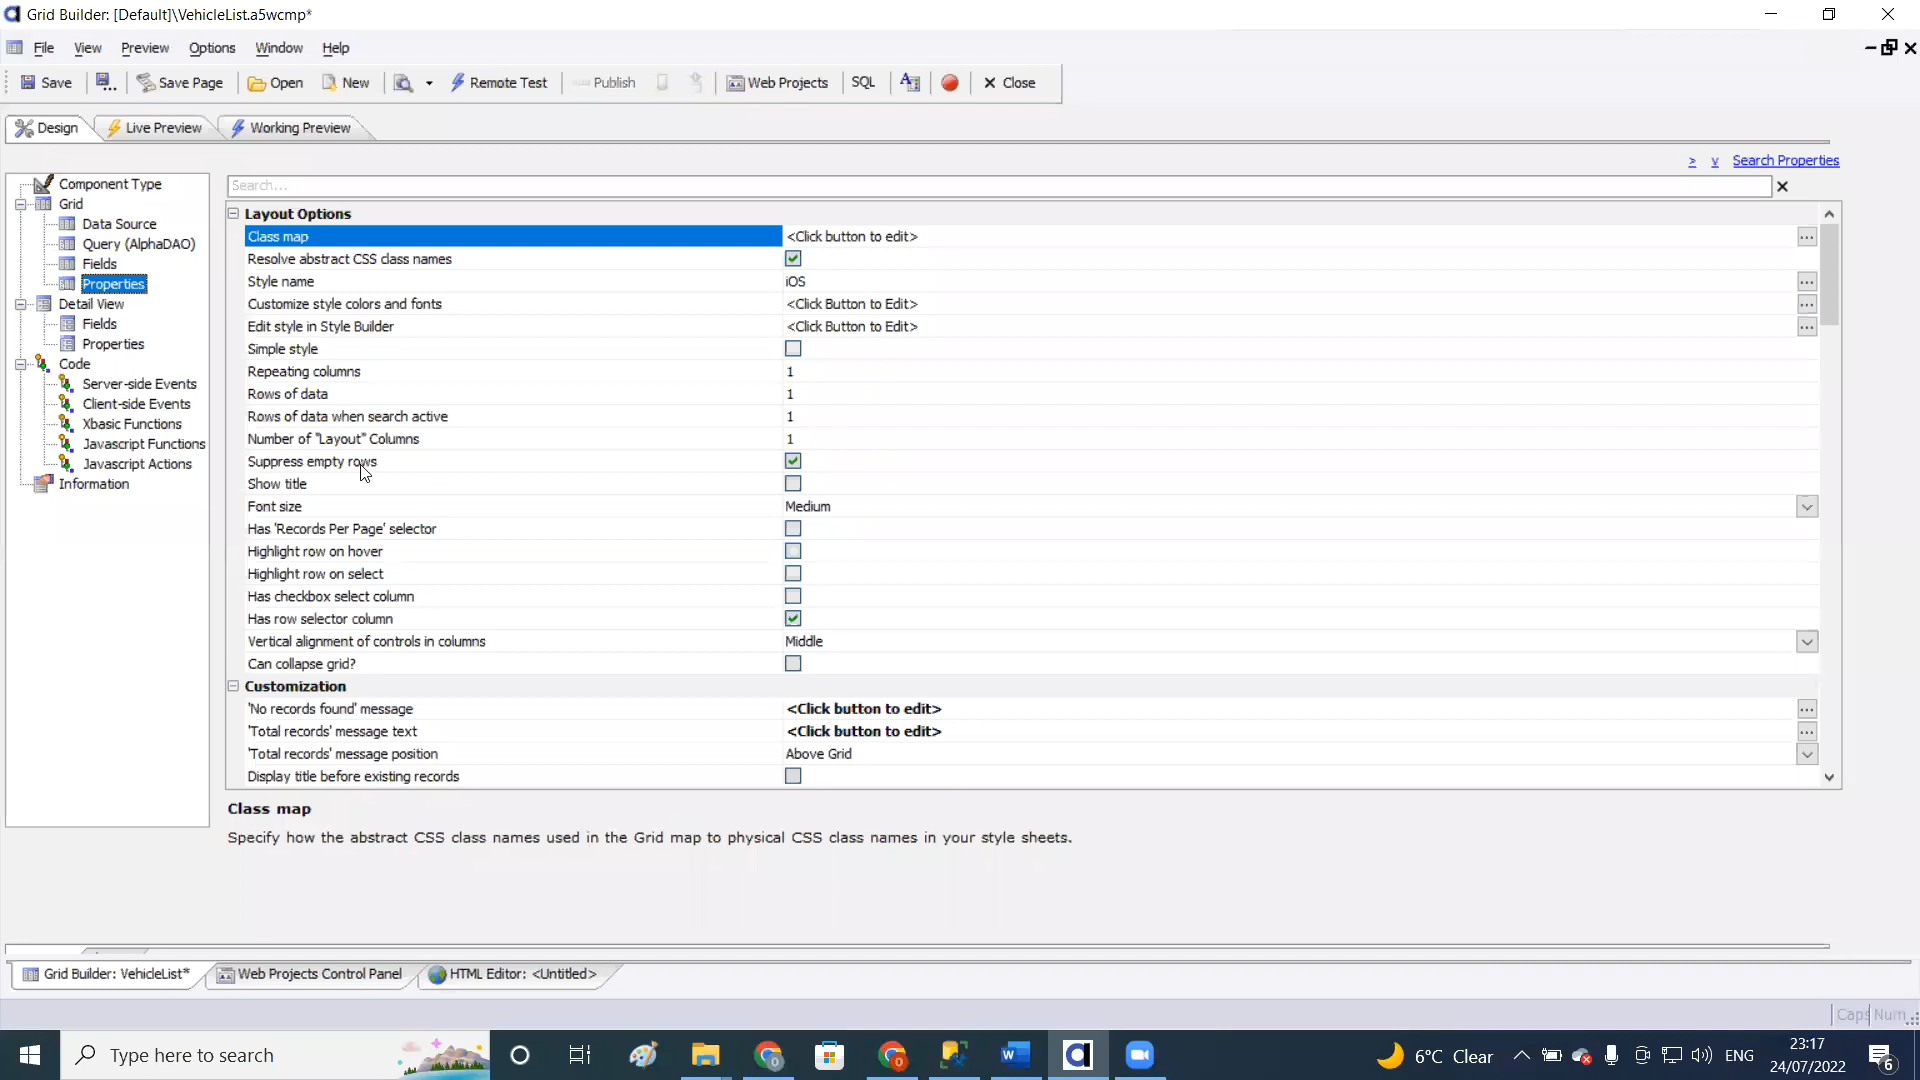 Grid Builder: [Default]\VehicleList.a5wcmp*
File View Preview Options Window Help
Save Save Page Open New Remote Test Publish Web Projects SQL Close
Design Live Preview Working Preview
> v Search Properties
Search...
Component Type
Grid
Data Source
Query (AlphaDAO)
Fields
Properties
Detail View
Fields
Properties
Code
Server-side Events
Client-side Events
Xbasic Functions
Javascript Functions
Javascript Actions
Information
Layout Options
Class map <Click button to edit>
Resolve abstract CSS class names
Style name iOS
Customize style colors and fonts <Click Button to Edit>
Edit style in Style Builder <Click Button to Edit>
Simple style
Repeating columns 1
Rows of data 1
Rows of data when search active 1
Number of "Layout" Columns 1
Suppress empty rows
Show title
Font size Medium
Has 'Records Per Page' selector
Highlight row on hover
Highlight row on select
Has checkbox select column
Has row selector column
Vertical alignment of controls in columns Middle
Can collapse grid?
Customization
'No records found' message <Click button to edit>
'Total records' message text <Click button to edit>
'Total records' message position Above Grid
Display title before existing records
Class map
Specify how the abstract CSS class names used in the Grid map to physical CSS class names in your style sheets.
Grid Builder: VehicleList* Web Projects Control Panel HTML Editor: <Untitled>
Caps Num
Type here to search
6°C Clear
ENG
23:17
24/07/2022
6